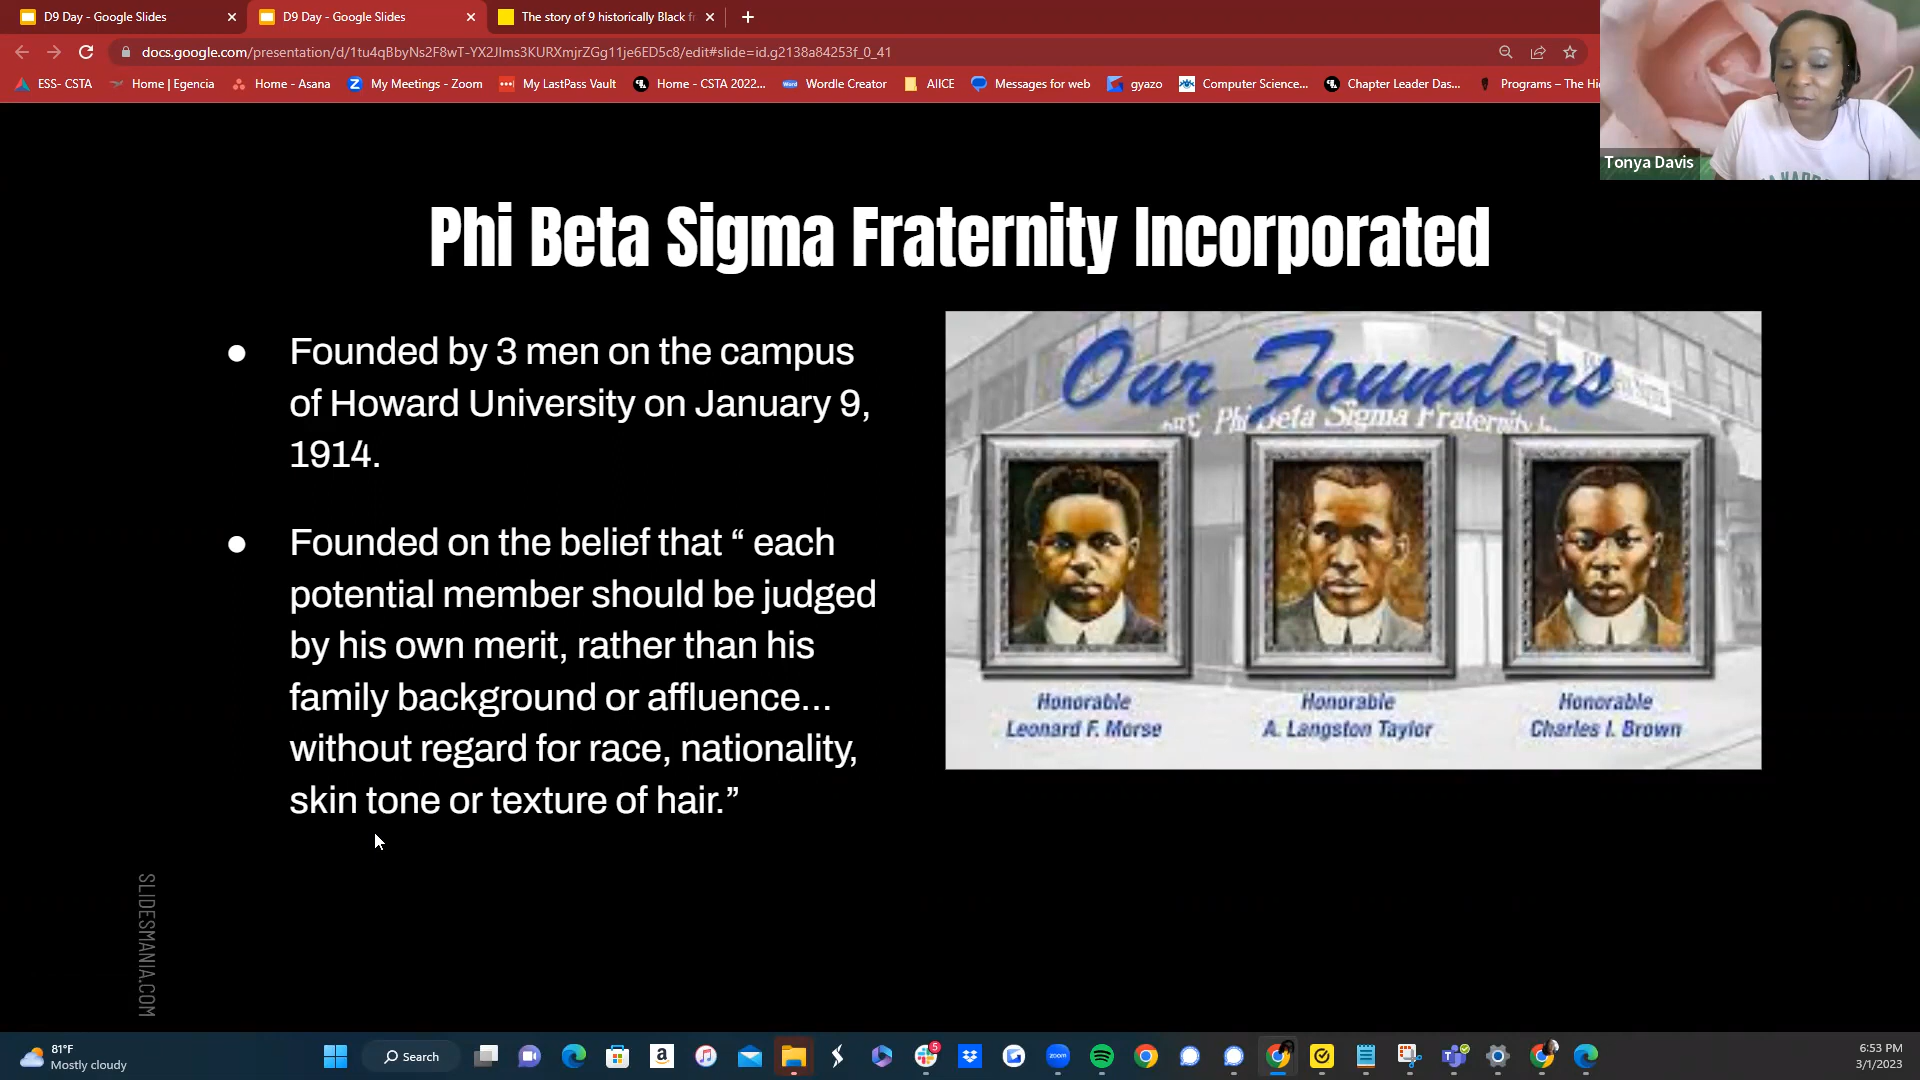 D9 Day - Google Slides
D9 Day - Google Slides
The story of 9 historically Black f
docs.google.com/presentation/d/1tu4qBbyNs2F8wT-YX2Jlms3KURXmjrZGg11je6ED5c8/edit#slide=id.g2138a84253f_0_41
ESS- CSTA
Home | Egencia
Home - Asana
My Meetings - Zoom
My LastPass Vault
Home - CSTA 2022...
Wordle Creator
AIICE
Messages for web
gyazo
Computer Science...
Chapter Leader Das...
Programs – The Hi
Tonya Davis
Phi Beta Sigma Fraternity Incorporated
● Founded by 3 men on the campus
of Howard University on January 9,
1914.
● Founded on the belief that “ each
potential member should be judged
by his own merit, rather than his
family background or affluence...
without regard for race, nationality,
skin tone or texture of hair.”
Our Founders
Phi Beta Sigma Fraternity
Honorable
Leonard F. Morse
Honorable
A. Langston Taylor
Honorable
Charles I. Brown
SLIDESMANIA.COM
81°F
Mostly cloudy
Search
5
zoom
6:53 PM
3/1/2023